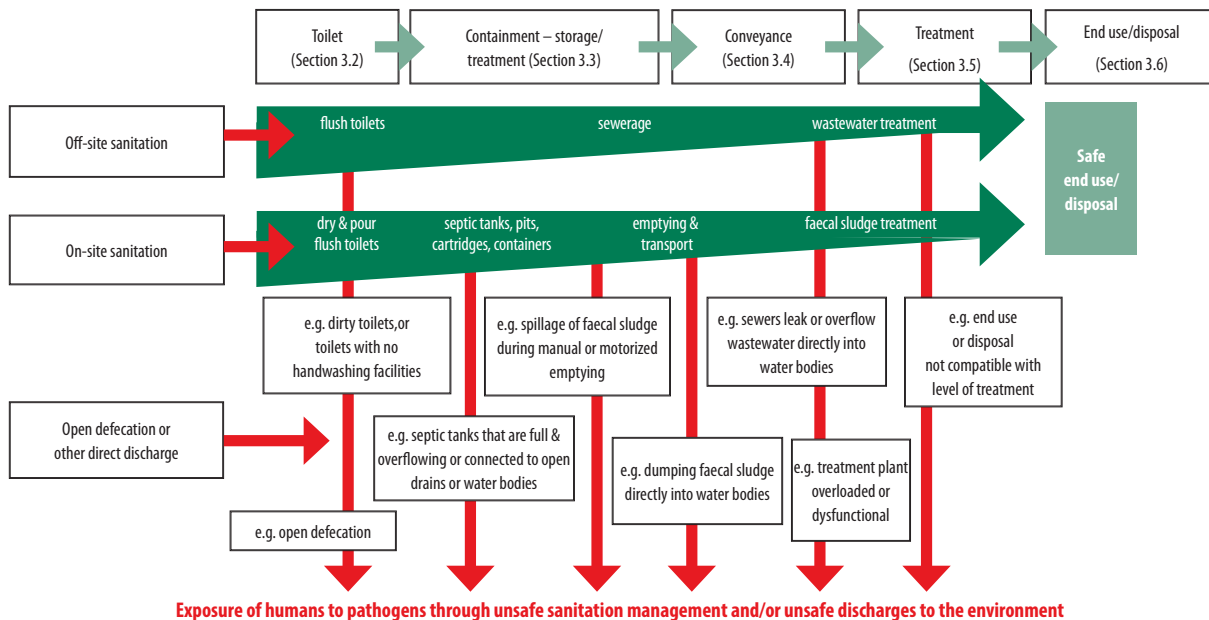 Toilet
(Section 3.2)
Containment – storage/
treatment (Section 3.3)
Conveyance
(Section 3.4)
Treatment
(Section 3.5)
End use/disposal
(Section 3.6)
Off-site sanitation
flush toilets
sewerage
wastewater treatment
Safe
end use/
disposal
On-site sanitation
dry & pour
flush toilets
septic tanks, pits,
cartridges, containers
emptying &
transport
faecal sludge treatment
e.g. dirty toilets,or
toilets with no
handwashing facilities
e.g. spillage of faecal sludge
during manual or motorized
emptying
e.g. sewers leak or overflow
wastewater directly into
water bodies
e.g. end use
or disposal
not compatible with
level of treatment
Open defecation or
other direct discharge
e.g. septic tanks that are full &
overflowing or connected to open
drains or water bodies
e.g. dumping faecal sludge
directly into water bodies
e.g. treatment plant
overloaded or
dysfunctional
e.g. open defecation
Exposure of humans to pathogens through unsafe sanitation management and/or unsafe discharges to the environment